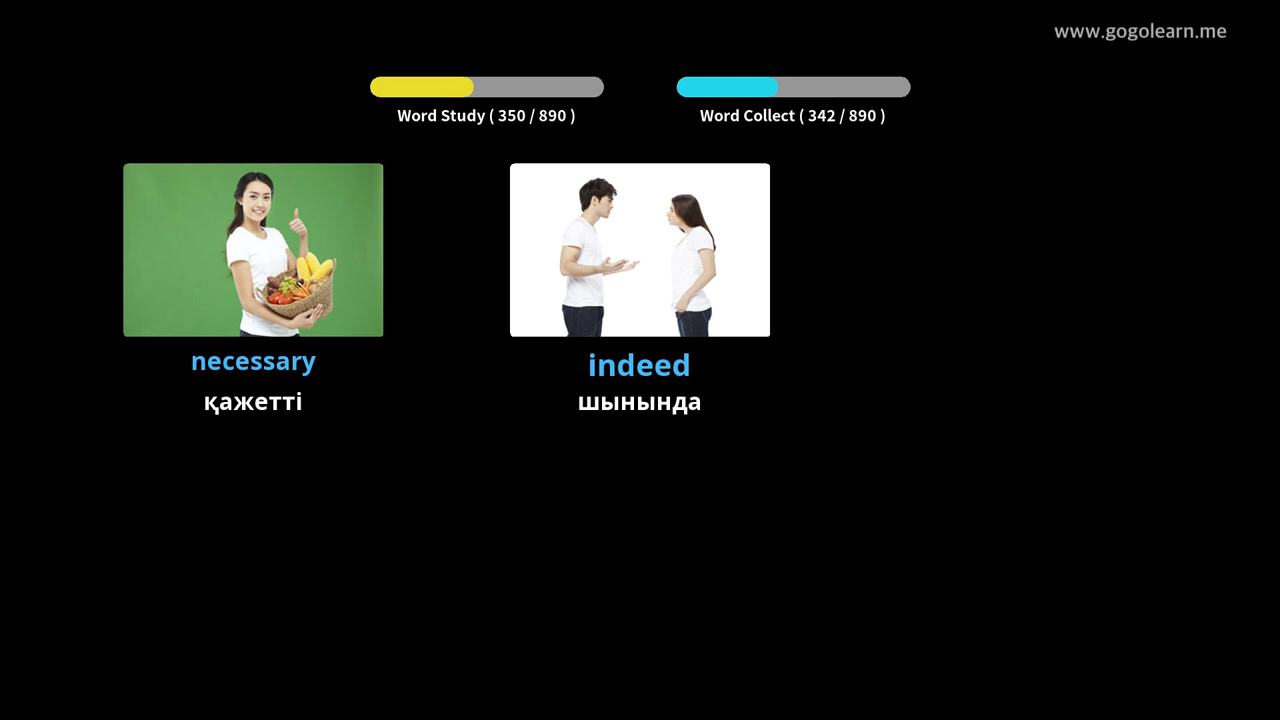 www.gogolearn.me
Word Study ( 350 / 890 )
Word Collect ( 342 / 890 )
necessary
қажетті
indeed
шынында